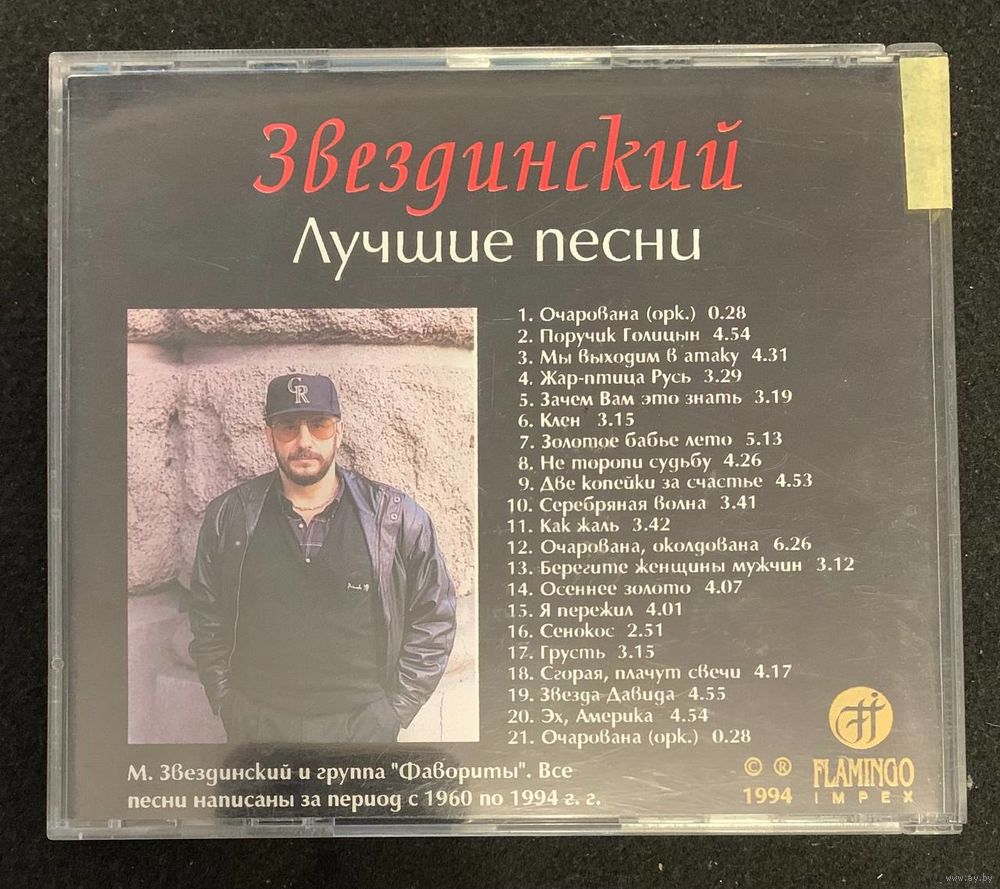 Звездинский
Лучшие песни
1. Очарована (орк.) 0.28
2. Поручик Голицын 4.54
3. Мы выходим в атаку 4.31
4. Жар-птица Русь 3.29
5. Зачем Вам это знать 3.19
6. Клен 3.15
7. Золотое бабье лето 5.13
8. Не торопи судьбу 4.26
9. Две копейки за счастье 4.53
10. Серебряная волна 3.41
11. Как жаль 3.42
12. Очарована, околдована 6.26
13. Берегите женщины мужчин 3.12
14. Осеннее золото 4.07
15. Я пережил 4.01
16. Сенокос 2.51
17. Грусть 3.15
18. Сгорая, плачут свечи 4.17
19. Звезда Давида 4.55
20. Эх, Америка 4.54
21. Очарована (орк.) 0.28
CR
М. Звездинский и группа "Фавориты". Все
песни написаны за период с 1960 по 1994 г. г.
© ®
1994
FLAMINGO
IMPEX
www.ay.by